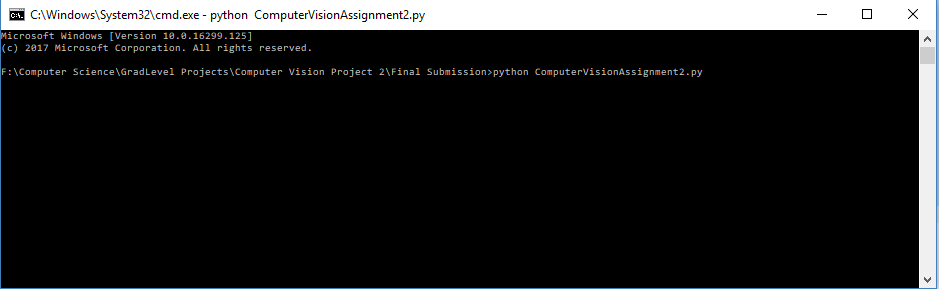 C:\Windows\System32\cmd.exe - python  ComputerVisionAssignment2.py
Microsoft Windows [Version 10.0.16299.125]
(c) 2017 Microsoft Corporation. All rights reserved.
F:\Computer Science\GradLevel Projects\Computer Vision Project 2\Final Submission>python ComputerVisionAssignment2.py